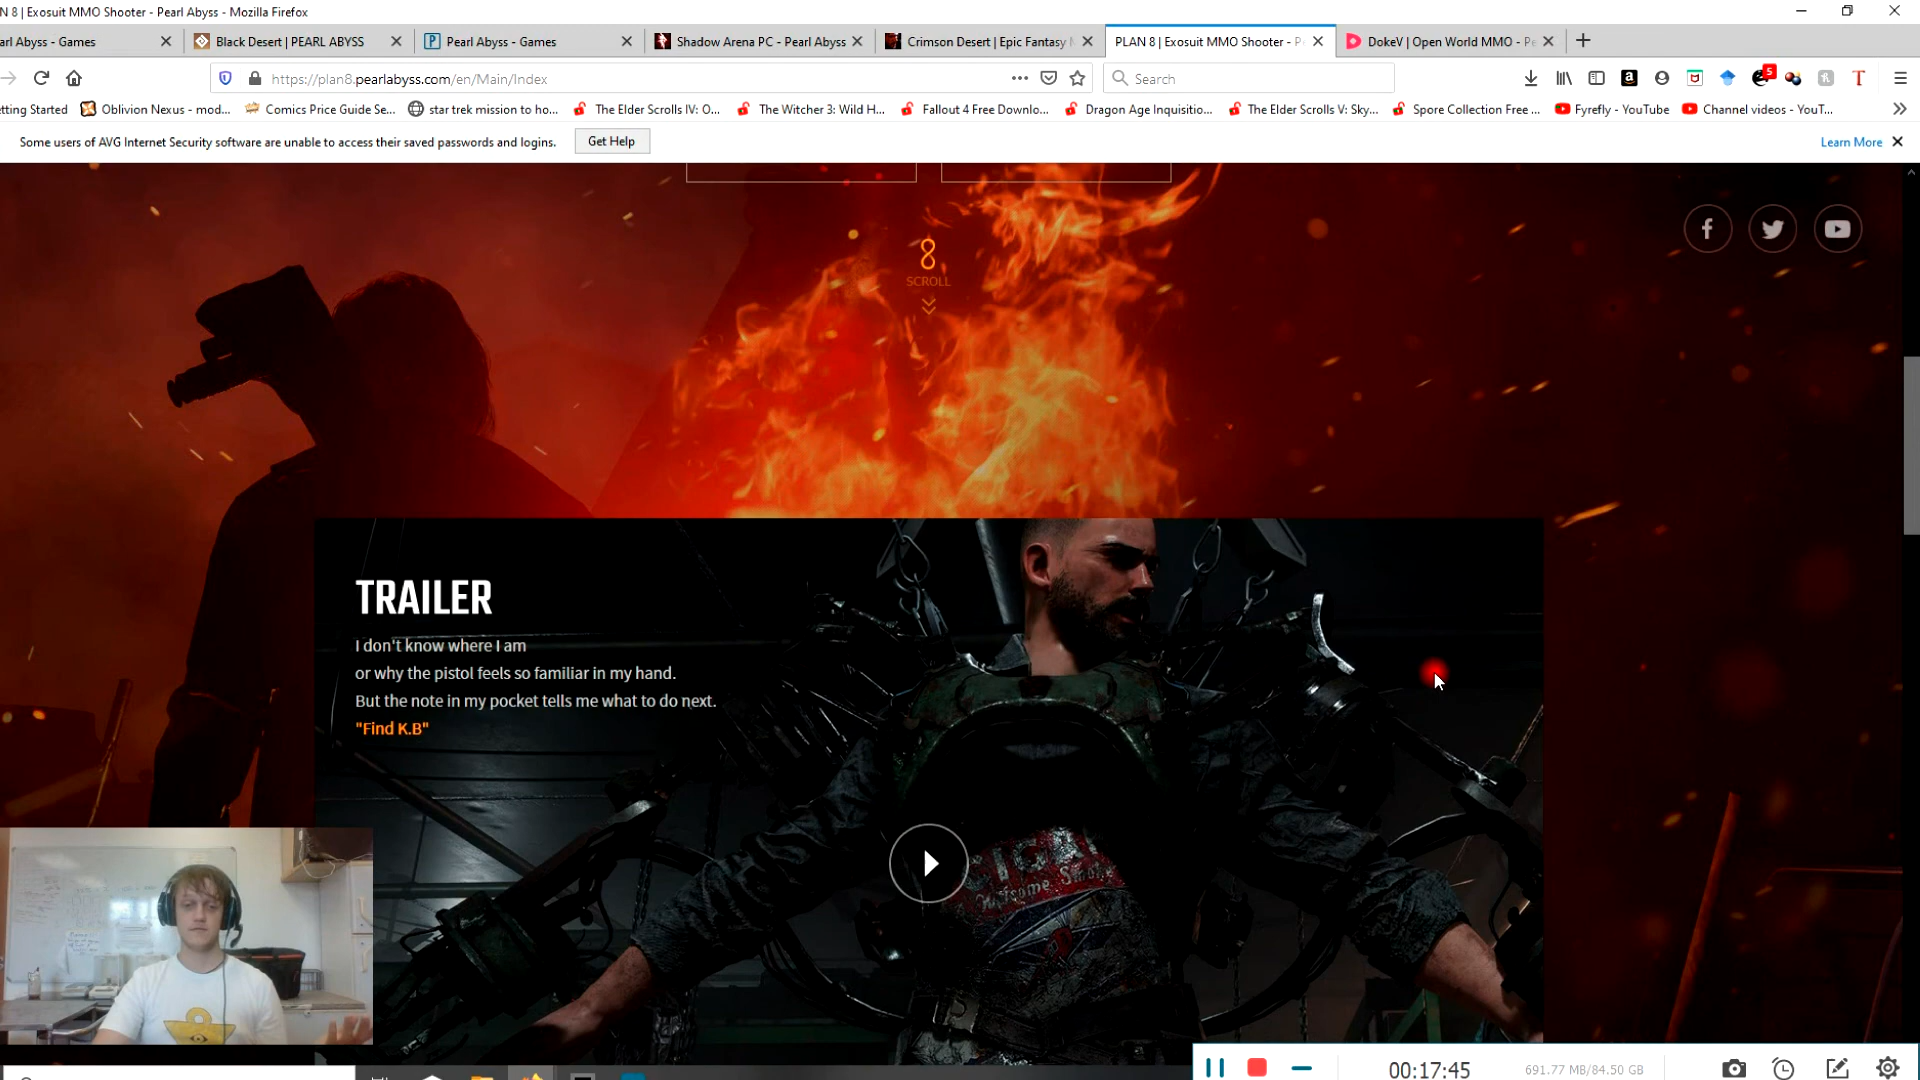 N 8 | Exosuit MMO Shooter - Pearl Abyss - Mozilla Firefox
arl Abyss - Games
Black Desert | PEARL ABYSS
Pearl Abyss - Games
Shadow Arena PC - Pearl Abyss
Crimson Desert | Epic Fantasy
PLAN 8 | Exosuit MMO Shooter - P
DokeV | Open World MMO - Pe
https://plan8.pearlabyss.com/en/Main/Index
Search
5
etting Started
Oblivion Nexus - mod...
Comics Price Guide Se...
star trek mission to ho...
The Elder Scrolls IV: O...
The Witcher 3: Wild H...
Fallout 4 Free Downlo...
Dragon Age Inquisitio...
The Elder Scrolls V: Sky...
Spore Collection Free ...
Fyrefly - YouTube
Channel videos - YouT...
Some users of AVG Internet Security software are unable to access their saved passwords and logins.
Get Help
Learn More
SCROLL
TRAILER
I don't know where I am
or why the pistol feels so familiar in my hand.
But the note in my pocket tells me what to do next.
"Find K.B"
00:17:45
691.77 MB/84.50 GB